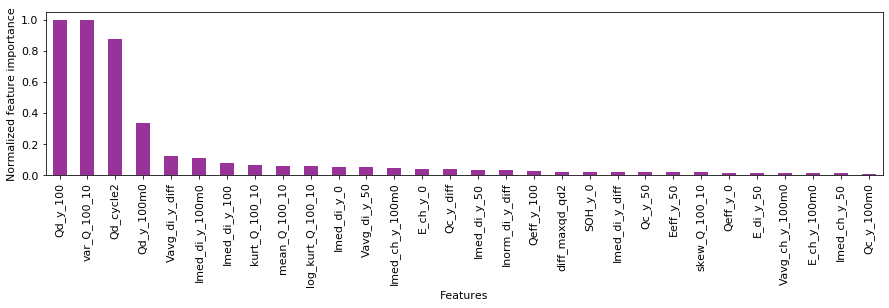 Normalized feature importance
1.0
0.8
0.6
0.4
0.2
0.0
Qd_y_100
var_Q_100_10
Qd_cycle2
Qd_y_100m0
Vavg_di_y_diff
Imed_di_y_100m0
Imed_di_y_100
kurt_Q_100_10
mean_Q_100_10
log_kurt_Q_100_10
Imed_di_y_0
Vavg_di_y_50
Imed_ch_y_100m0
E_ch_y_0
Qc_y_diff
Imed_di_y_50
Inorm_di_y_diff
Qeff_y_100
diff_maxqd_qd2
SOH_y_0
Imed_di_y_diff
Qc_y_50
Eeff_y_50
skew_Q_100_10
Qeff_y_0
E_di_y_50
Vavg_ch_y_100m0
E_ch_y_100m0
Imed_ch_y_50
Qc_y_100m0
Features